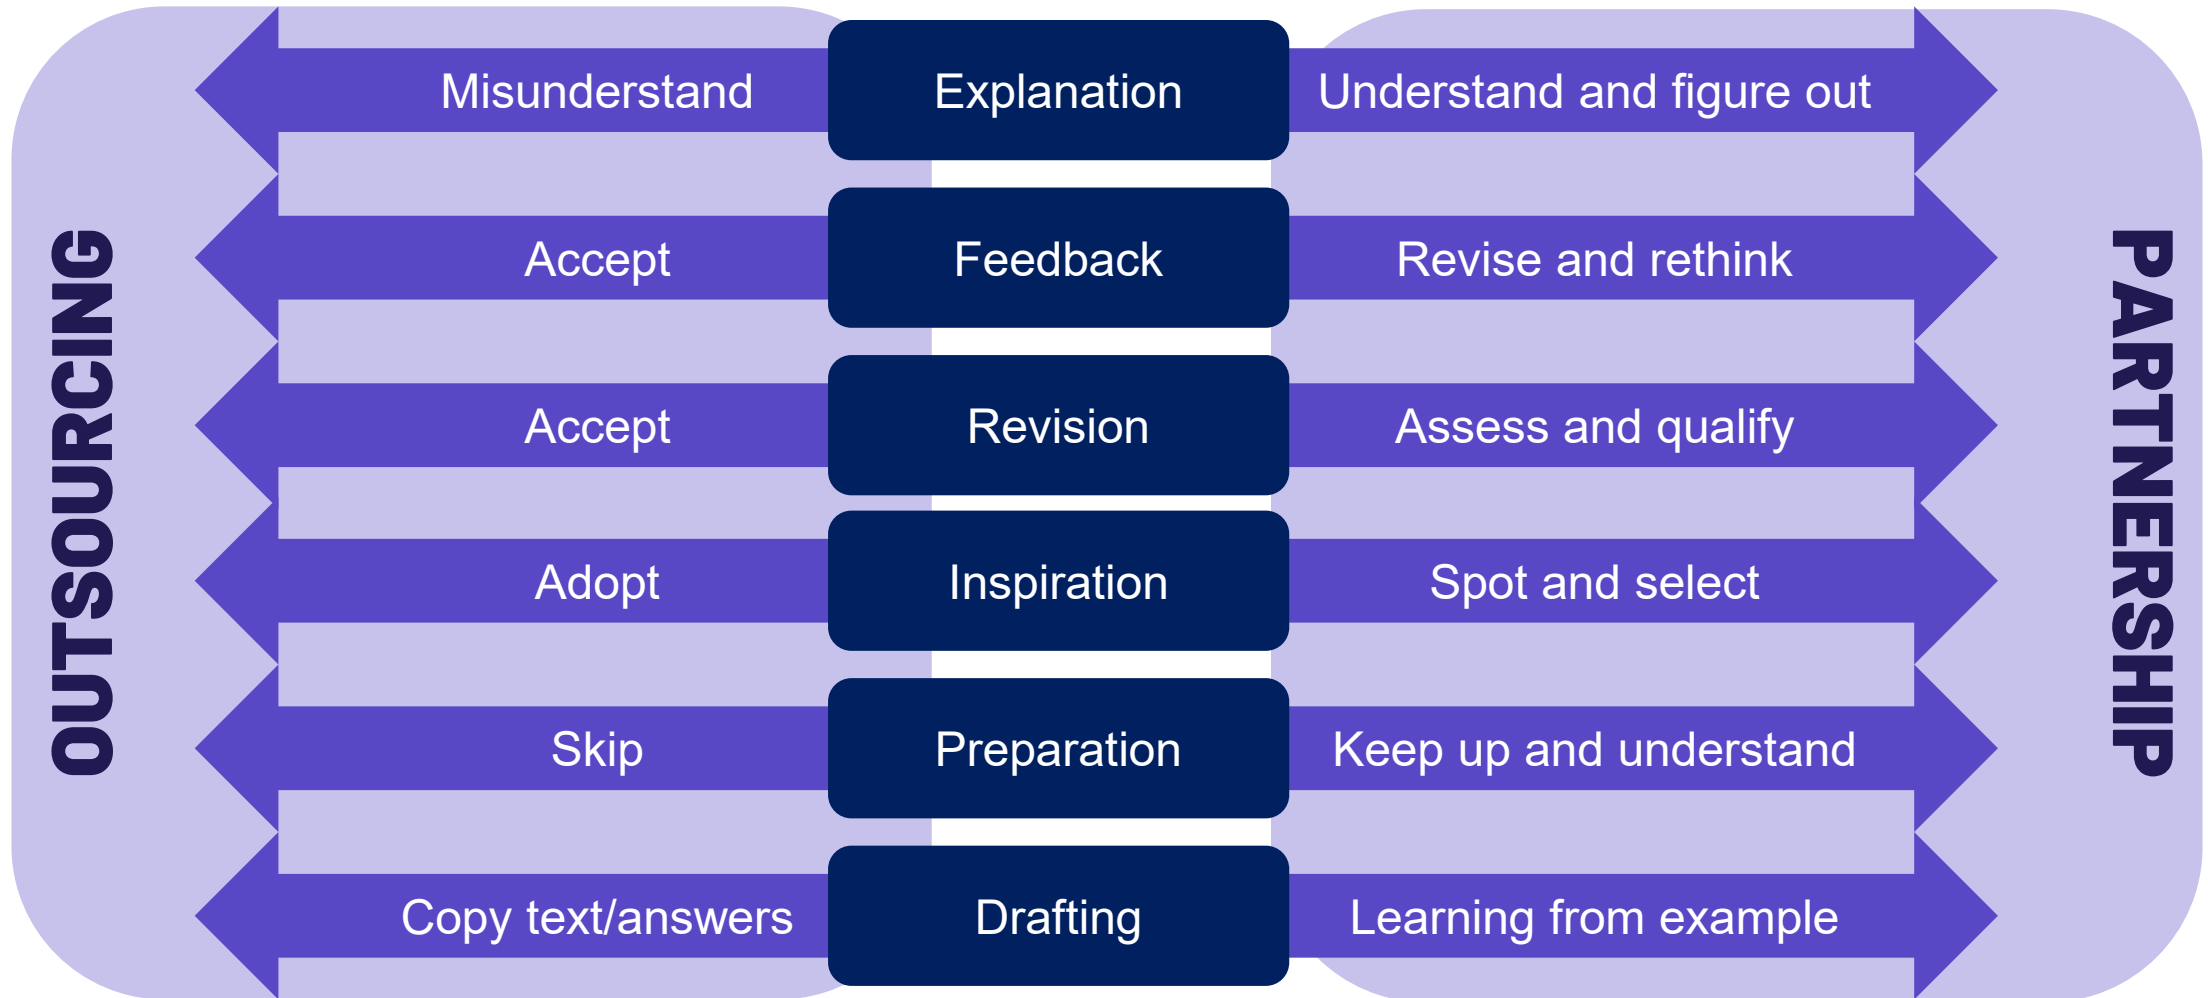 OUTSOURCING
Misunderstand Explanation Understand and figure out
Accept Feedback Revise and rethink
Accept Revision Assess and qualify
Adopt Inspiration Spot and select
Skip Preparation Keep up and understand
Copy text/answers Drafting Learning from example
PARTNERSHIP